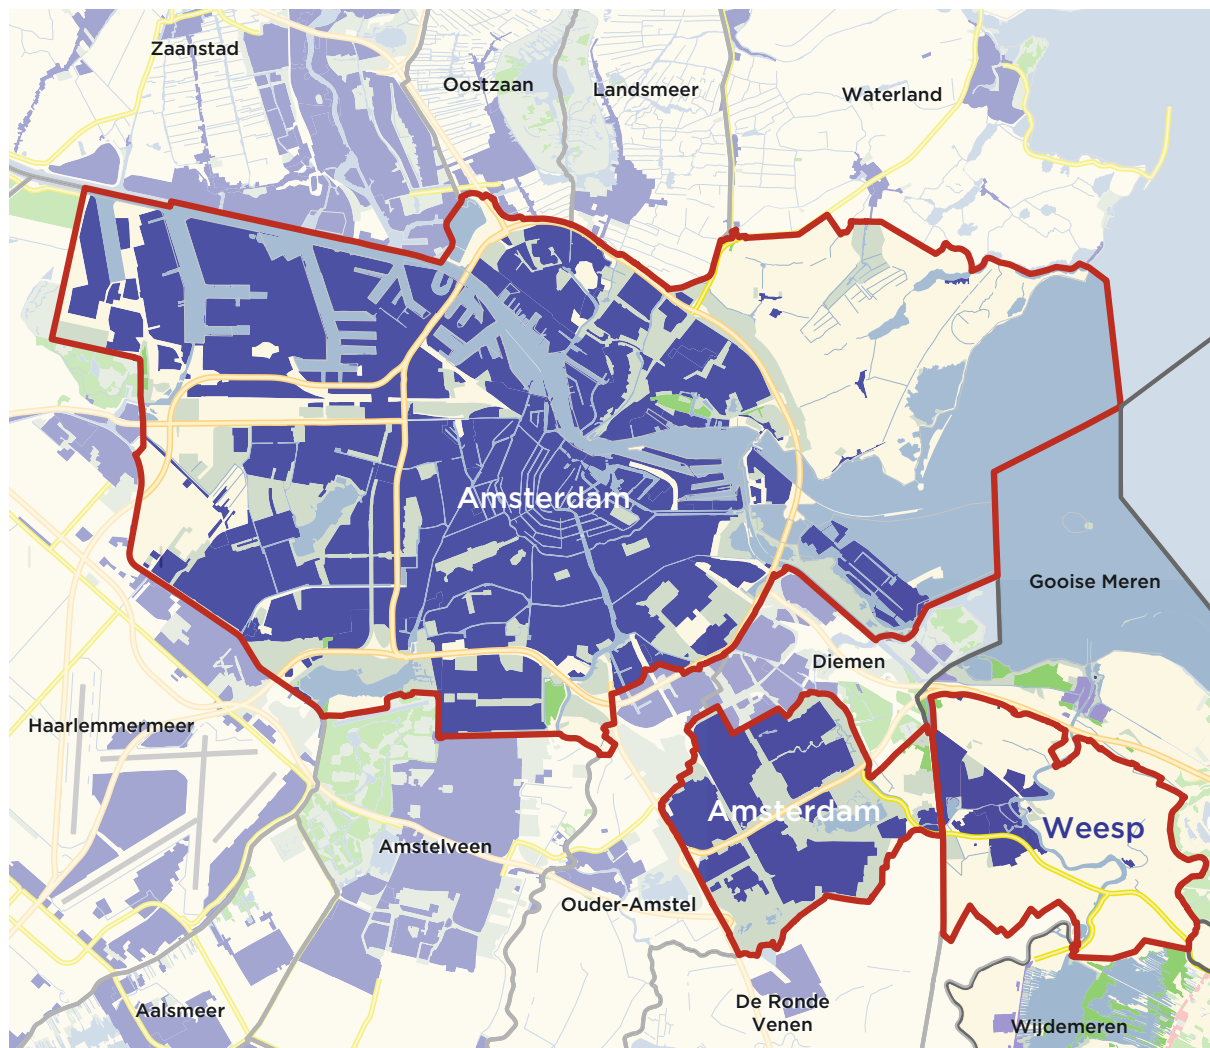 Zaanstad
Oostzaan
Landsmeer
Waterland
Amsterdam
Gooise Meren
Diemen
Haarlemmermeer
Amsterdam
Weesp
Amstelveen
Ouder-Amstel
De Ronde
Venen
Aalsmeer
Wijdemeren